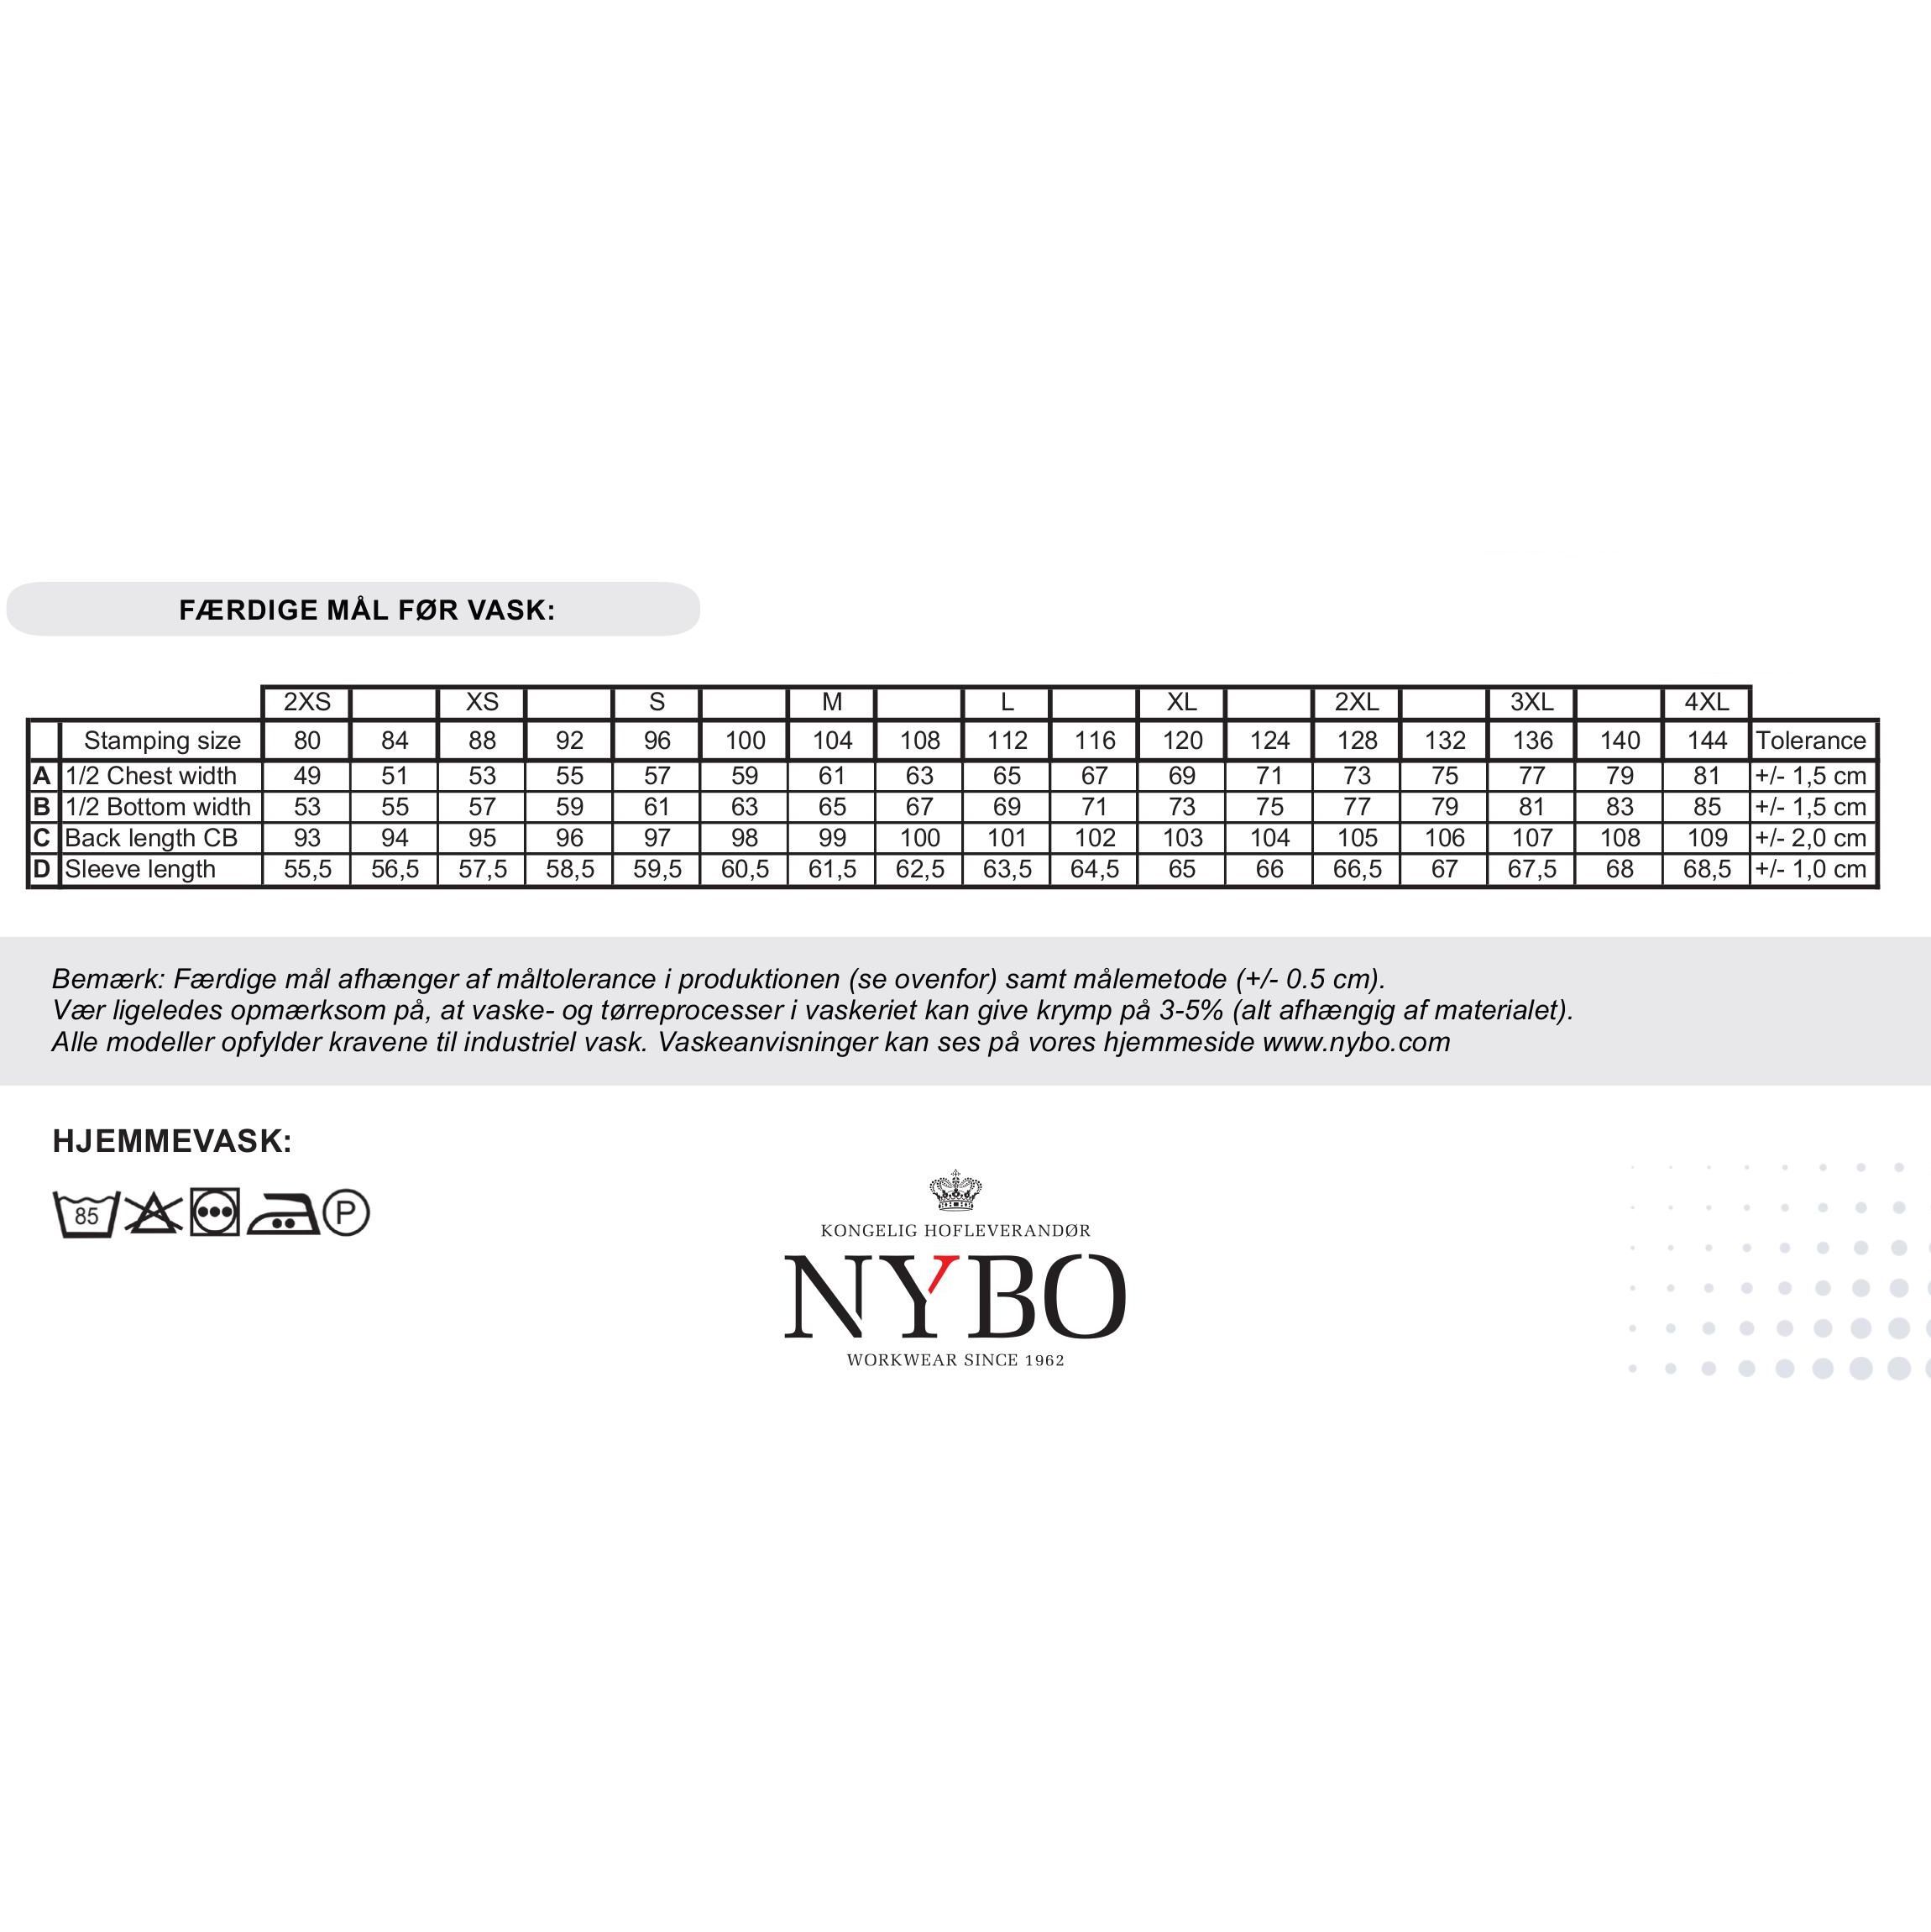 FÆRDIGE MÅL FØR VASK:
2XS XS S M L XL 2XL 3XL 4XL
Stamping size 80 84 88 92 96 100 104 108 112 116 120 124 128 132 136 140 144 Tolerance
A 1/2 Chest width 49 51 53 55 57 59 61 63 65 67 69 71 73 75 77 79 81 +/- 1,5 cm
B 1/2 Bottom width 53 55 57 59 61 63 65 67 69 71 73 75 77 79 81 83 85 +/- 1,5 cm
C Back length CB 93 94 95 96 97 98 99 100 101 102 103 104 105 106 107 108 109 +/- 2,0 cm
D Sleeve length 55,5 56,5 57,5 58,5 59,5 60,5 61,5 62,5 63,5 64,5 65 66 66,5 67 67,5 68 68,5 +/- 1,0 cm
Bemærk: Færdige mål afhænger af måltolerance i produktionen (se ovenfor) samt målemetode (+/- 0.5 cm).
Vær ligeledes opmærksom på, at vaske- og tørreprocesser i vaskeriet kan give krymp på 3-5% (alt afhængig af materialet).
Alle modeller opfylder kravene til industriel vask. Vaskeanvisninger kan ses på vores hjemmeside www.nybo.com
HJEMMEVASK:
85 P
KONGELIG HOFLEVERANDØR
NYBO
WORKWEAR SINCE 1962